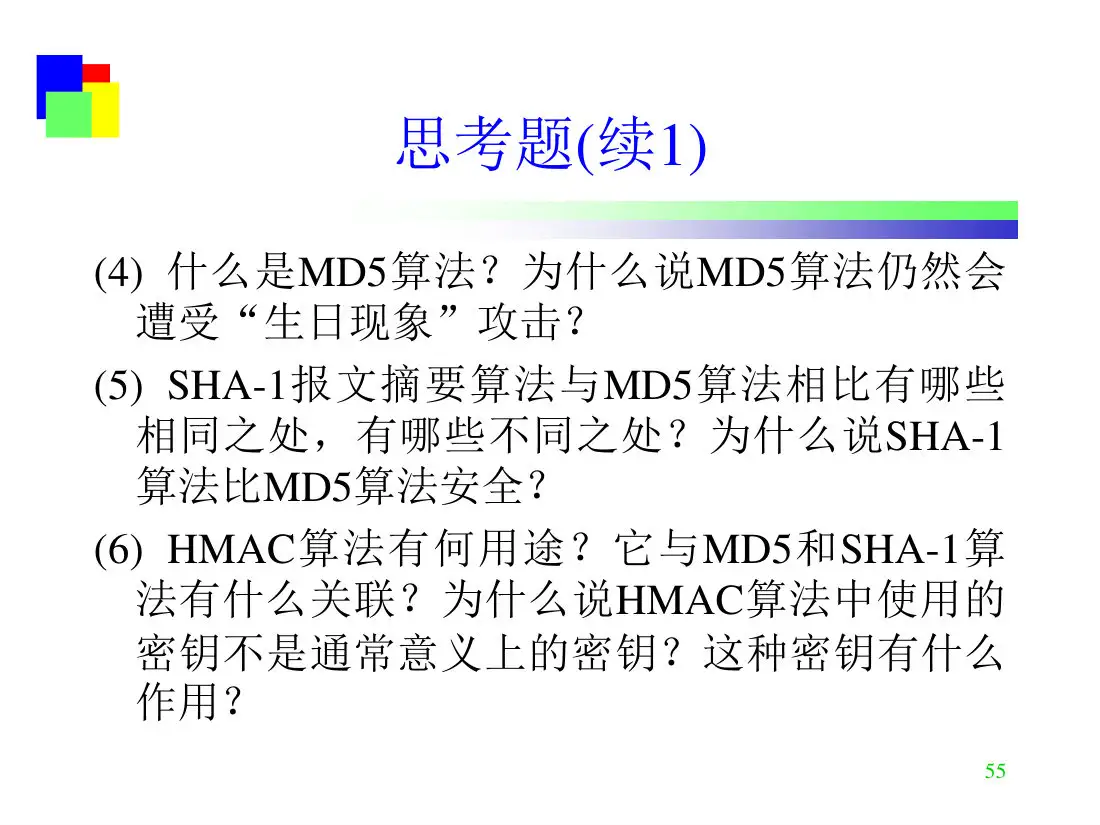 思考题(续1)
(4) 什么是MD5算法？为什么说MD5算法仍然会
遭受“生日现象”攻击？
(5) SHA-1报文摘要算法与MD5算法相比有哪些
相同之处，有哪些不同之处？为什么说SHA-1
算法比MD5算法安全？
(6) HMAC算法有何用途？它与MD5和SHA-1算
法有什么关联？为什么说HMAC算法中使用的
密钥不是通常意义上的密钥？这种密钥有什么
作用？
55